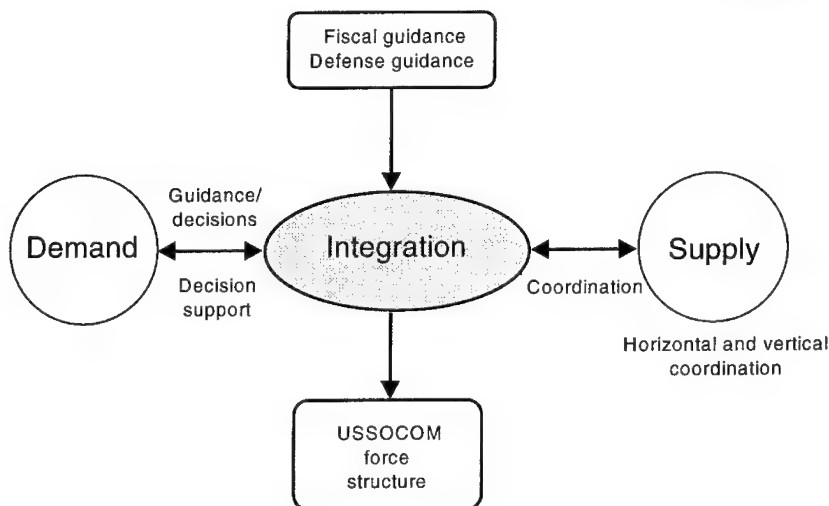 Fiscal guidance
Defense guidance
Guidance/
decisions
Demand
Integration
Supply
Decision
support
Coordination
Horizontal and vertical
coordination
USSOCOM
force
structure